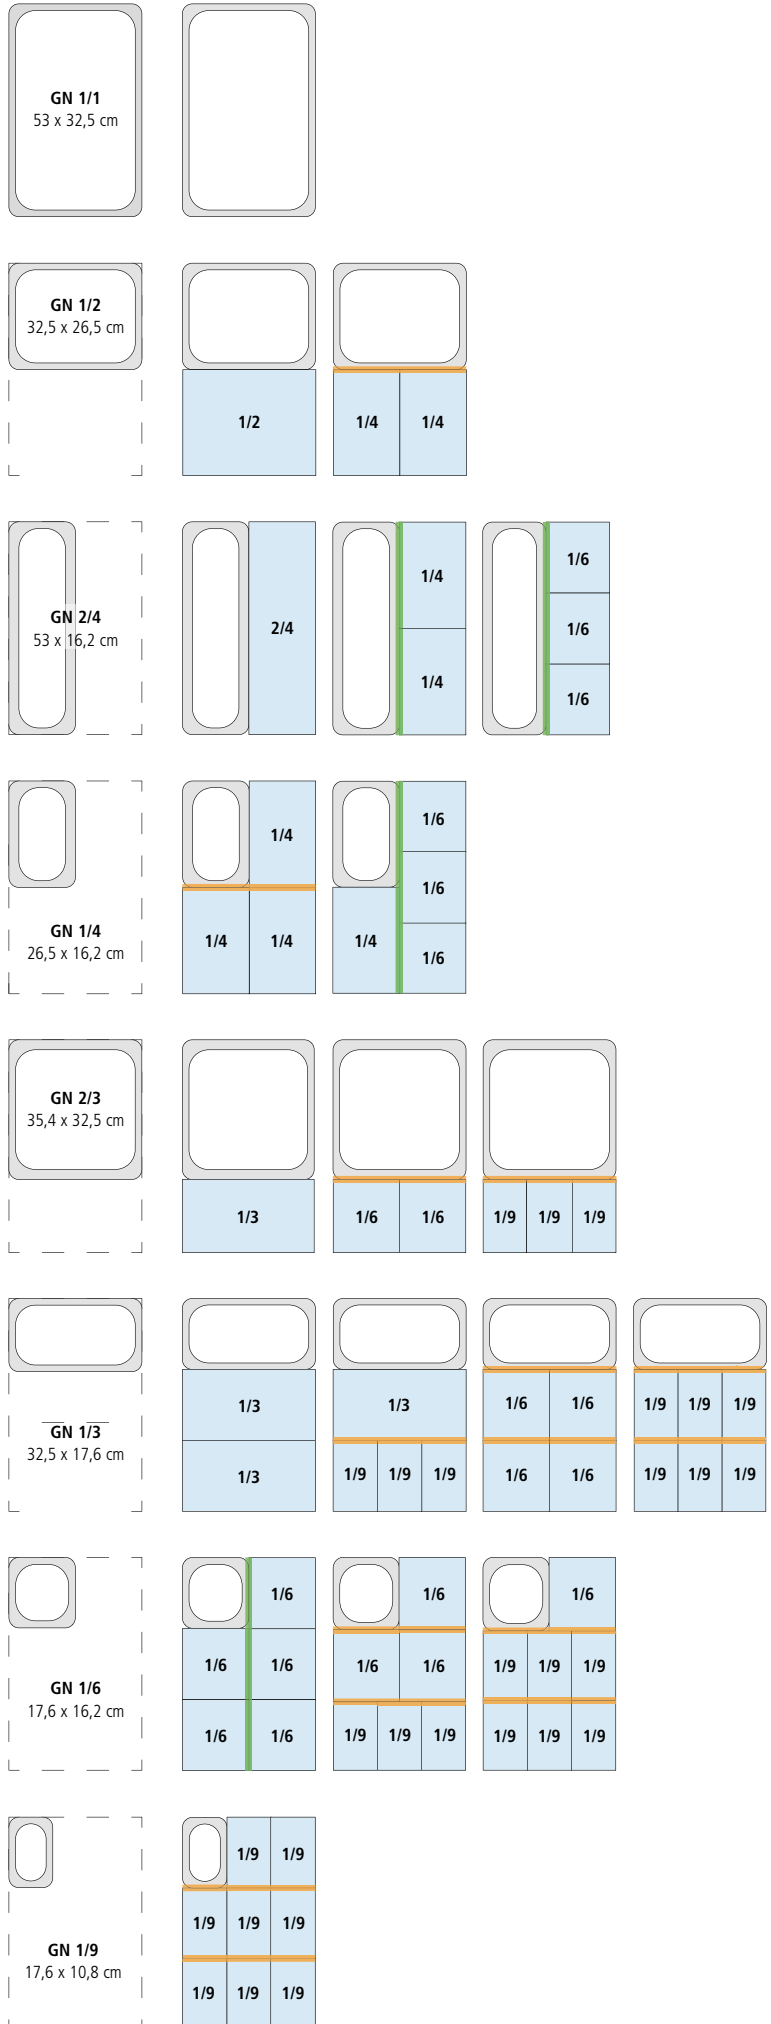 GN 1/1
53 x 32,5 cm
GN 1/2
32,5 x 26,5 cm
1/2
1/4 1/4
GN 2/4
53 x 16,2 cm
2/4
1/4
1/4
1/6
1/6
1/6
GN 1/4
26,5 x 16,2 cm
1/4
1/4 1/4
1/4
1/6
1/6
1/6
GN 2/3
35,4 x 32,5 cm
1/3
1/6 1/6
1/9 1/9 1/9
GN 1/3
32,5 x 17,6 cm
1/3
1/3
1/3
1/9 1/9 1/9
1/6 1/6
1/6 1/6
1/9 1/9 1/9
1/9 1/9 1/9
GN 1/6
17,6 x 16,2 cm
1/6
1/6 1/6
1/6 1/6
1/6
1/6 1/6
1/9 1/9 1/9
1/6
1/9 1/9 1/9
1/9 1/9 1/9
GN 1/9
17,6 x 10,8 cm
1/9 1/9
1/9 1/9 1/9
1/9 1/9 1/9